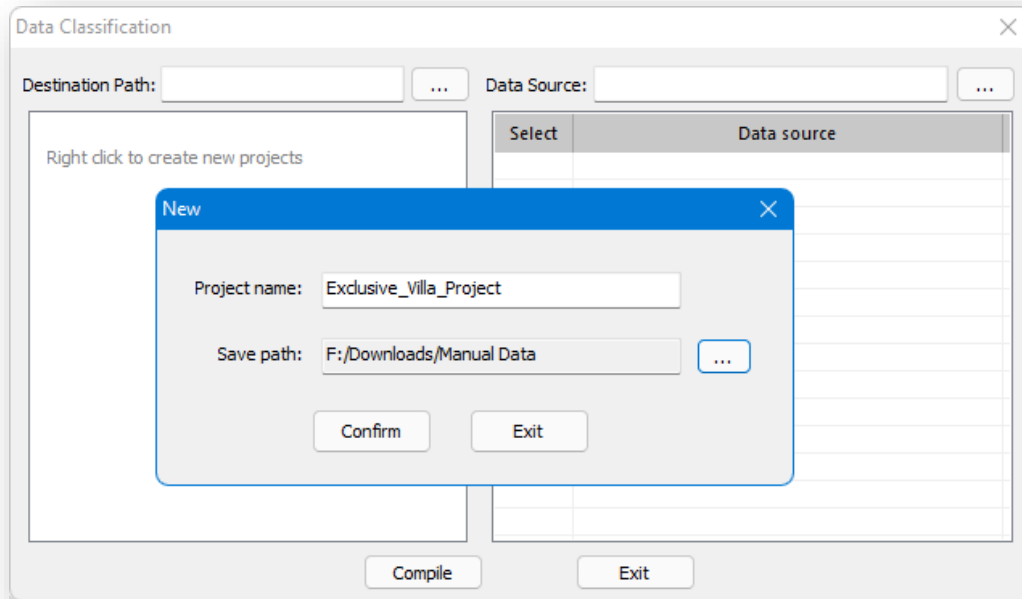 Data Classification
Destination Path: ... Data Source: ...
Select Data source
Right click to create new projects
New
Project name: Exclusive_Villa_Project
Save path: F:/Downloads/Manual Data ...
Confirm Exit
Compile Exit